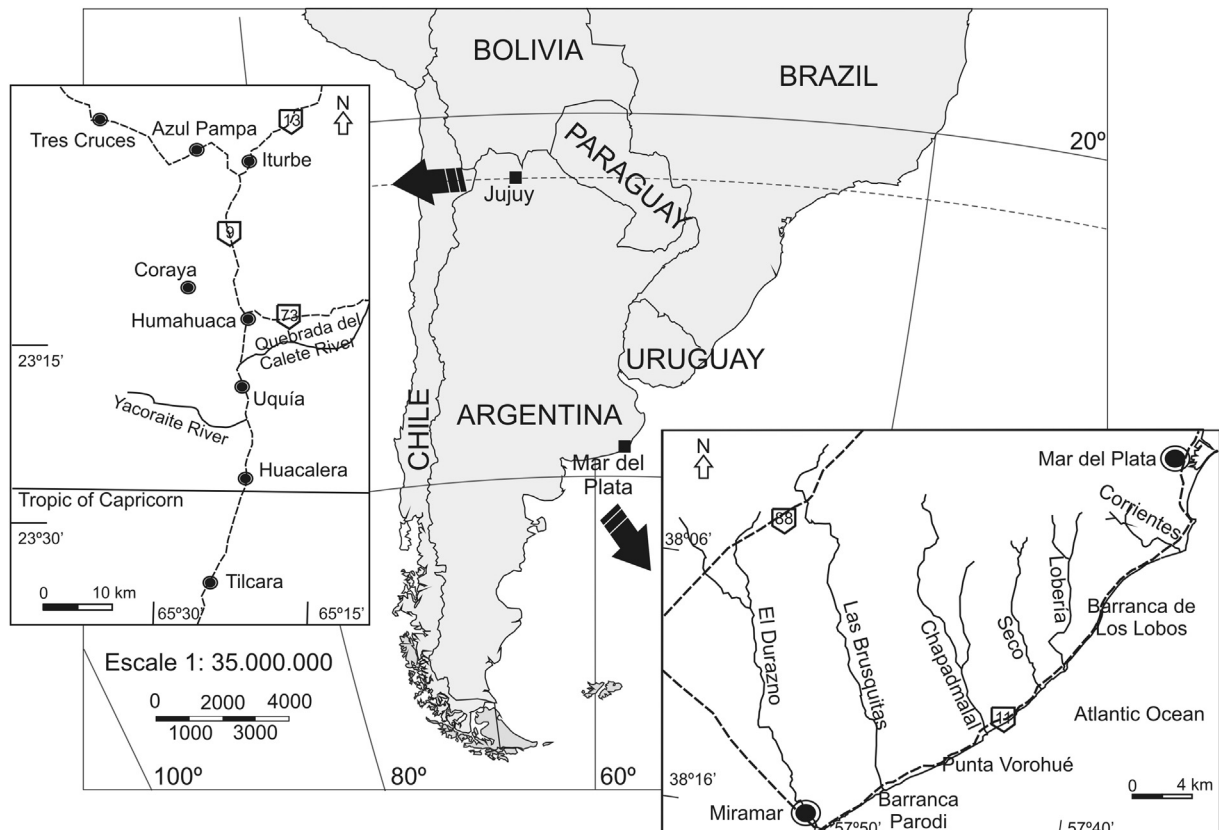 BOLIVIA
BRAZIL
PARAGUAY
20º
Jujuy
URUGUAY
CHILE
ARGENTINA
Mar del
Plata
N
13
Tres Cruces
Azul Pampa
Iturbe
9
Coraya
Humahuaca
73
Quebrada del
Calete River
23º15'
Uquía
Yacoraite River
Huacalera
Tropic of Capricorn
23º30'
Tilcara
0 10 km
65º30'
65º15'
Escale 1: 35.000.000
0 2000 4000
1000 3000
100º
80º
60º
N
Mar del Plata
Corrientes
88
38º06'
Lobería
Barranca de
Los Lobos
El Durazno
Las Brusquitas
Chapadmalal
Seco
11
Atlantic Ocean
Punta Vorohué
38º16'
0 4 km
Miramar
Barranca
Parodi
57º50'
57º40'